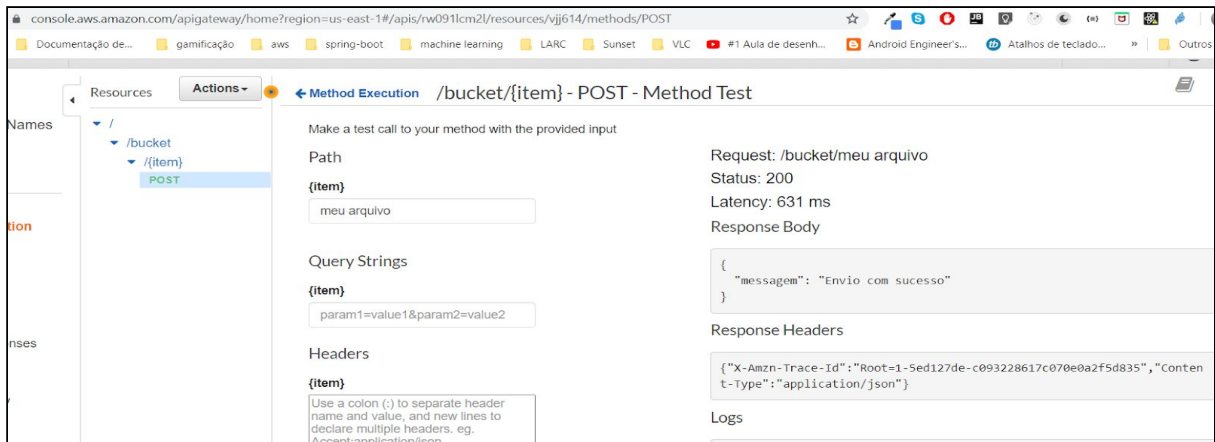 console.aws.amazon.com/apigateway/home?region=us-east-1#/apis/rw091lcm2l/resources/vjj614/methods/POST
Documentação de...
gamificação
aws
spring-boot
machine learning
LARC
Sunset
VLC
#1 Aula de desenh...
Android Engineer's...
Atalhos de teclado...
»
Outros
Names
tion
nses
Resources
Actions
/
/bucket
/{item}
POST
Method Execution /bucket/{item} - POST - Method Test
Make a test call to your method with the provided input
Path
{item}
meu arquivo
Query Strings
{item}
param1=value1&param2=value2
Headers
{item}
Use a colon (:) to separate header
name and value, and new lines to
declare multiple headers. eg.
Accept:application/json.
Request: /bucket/meu arquivo
Status: 200
Latency: 631 ms
Response Body
{
"messagem": "Envio com sucesso"
}
Response Headers
{"X-Amzn-Trace-Id":"Root=1-5ed127de-c093228617c070e0a2f5d835","Conten
t-Type":"application/json"}
Logs